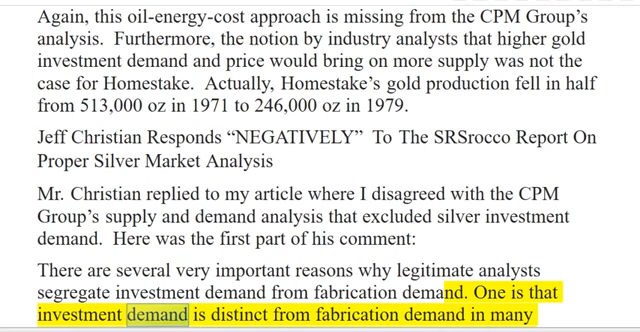 Again, this oil-energy-cost approach is missing from the CPM Group’s
analysis.  Furthermore, the notion by industry analysts that higher gold
investment demand and price would bring on more supply was not the
case for Homestake.  Actually, Homestake’s gold production fell in half
from 513,000 oz in 1971 to 246,000 oz in 1979.
Jeff Christian Responds “NEGATIVELY”  To The SRSrocco Report On
Proper Silver Market Analysis
Mr. Christian replied to my article where I disagreed with the CPM
Group’s supply and demand analysis that excluded silver investment
demand.  Here was the first part of his comment:
There are several very important reasons why legitimate analysts
segregate investment demand from fabrication demand. One is that
investment demand is distinct from fabrication demand in many